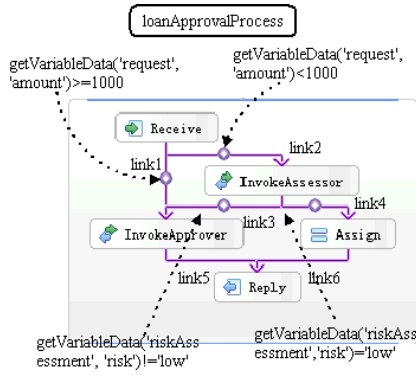 loanApprovalProcess
getVariableData('request',
'amount')>=1000
getVariableData('request',
'amount')<1000
Receive
link1
link2
InvokeAssessor
link3
link4
InvokeApprover
Assign
link5
link6
Reply
getVariableData('riskAss
essment', 'risk')!='low'
getVariableData('riskAss
essment','risk')='low'